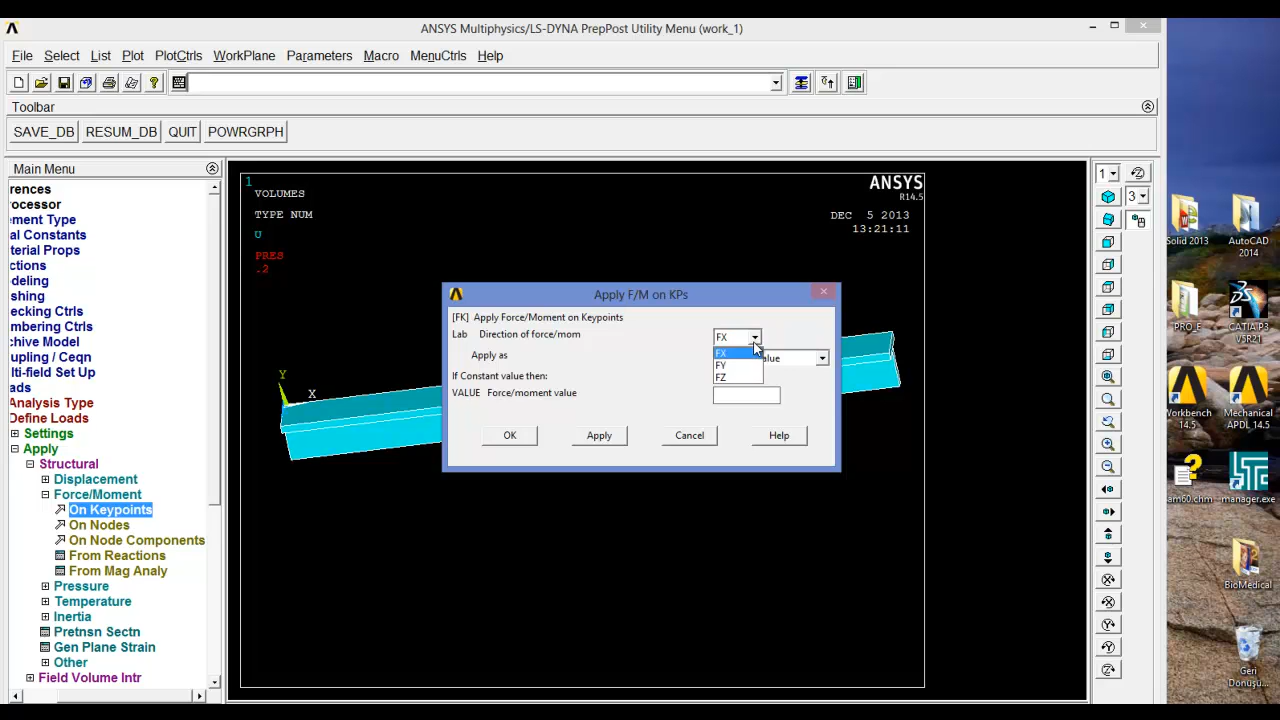 ANSYS Multiphysics/LS-DYNA PrepPost Utility Menu (work_1)
File Select List Plot PlotCtrls WorkPlane Parameters Macro MenuCtrls Help
Toolbar
SAVE_DB RESUM_DB QUIT POWRGRPH
Main Menu
rences
rocessor
ement Type
al Constants
terial Props
ctions
deling
shing
ecking Ctrls
mbering Ctrls
chive Model
upling / Ceqn
ulti-field Set Up
ads
Analysis Type
Define Loads
Settings
Apply
Structural
Displacement
Force/Moment
On Keypoints
On Nodes
On Node Components
From Reactions
From Mag Analy
Pressure
Temperature
Inertia
Pretnsn Sectn
Gen Plane Strain
Other
Field Volume Intr
1
VOLUMES
TYPE NUM
U
PRES
.2
ANSYS
R14.5
DEC 5 2013
13:21:11
Y
X
Apply F/M on KPs
[FK] Apply Force/Moment on Keypoints
Lab Direction of force/mom FX
FX
FY
FZ
Apply as alue
If Constant value then:
VALUE Force/moment value
OK Apply Cancel Help
1
3
Solid 2013
AutoCAD 2014
PRO_E
CATIA P3 V5R21
Workbench 14.5
Mechanical APDL 14.5
sam60.chm
manager.exe
BioMedical
Geri Dönüşü...